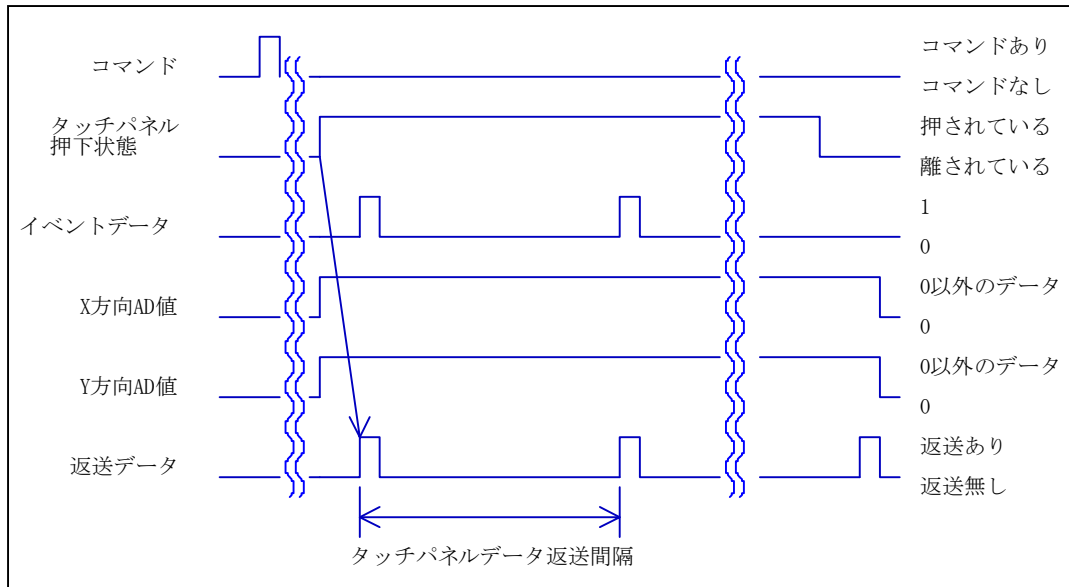 コマンド
コマンドあり
コマンドなし
タッチパネル
押下状態
押されている
離されている
イベントデータ
1
0
X方向AD値
0以外のデータ
0
Y方向AD値
0以外のデータ
0
返送データ
返送あり
返送無し
タッチパネルデータ返送間隔